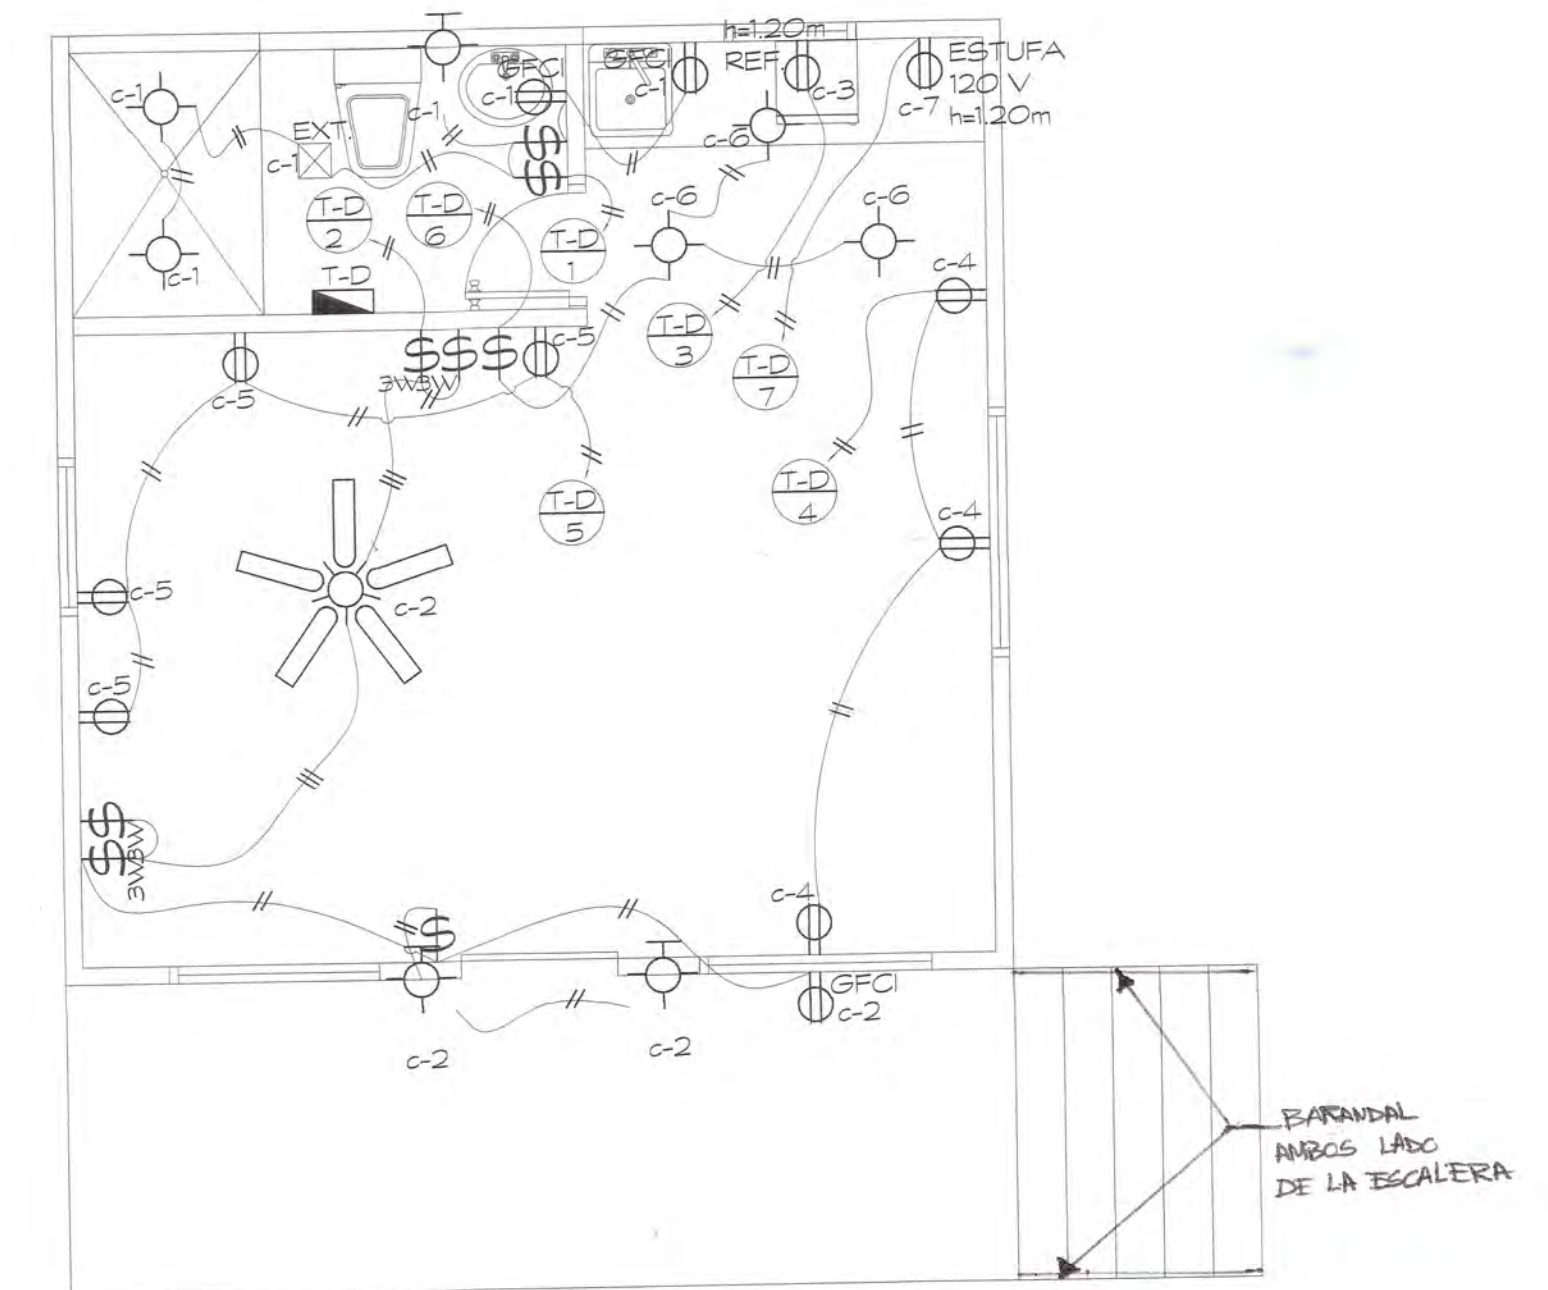 h=1.20m
GFCI
GFCI
REF.
ESTUFA
120 V
h=1.20m
c-1
c-1
c-1
c-1
c-3
c-7
EXT.
c-1
c-6
c-6
c-6
T-D
2
T-D
6
T-D
1
c-1
T-D
c-4
T-D
3
c-5
T-D
7
$$$
3W3W
c-5
$$
T-D
4
T-D
5
c-4
c-5
c-2
c-5
$$
3W3W
c-4
$
GFCI
c-2
c-2
c-2
BARANDAL
AMBOS LADO
DE LA ESCALERA